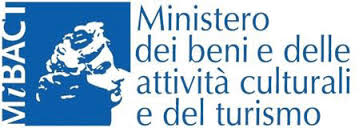 MiBACT
Ministero
dei beni e delle
attività culturali
e del turismo